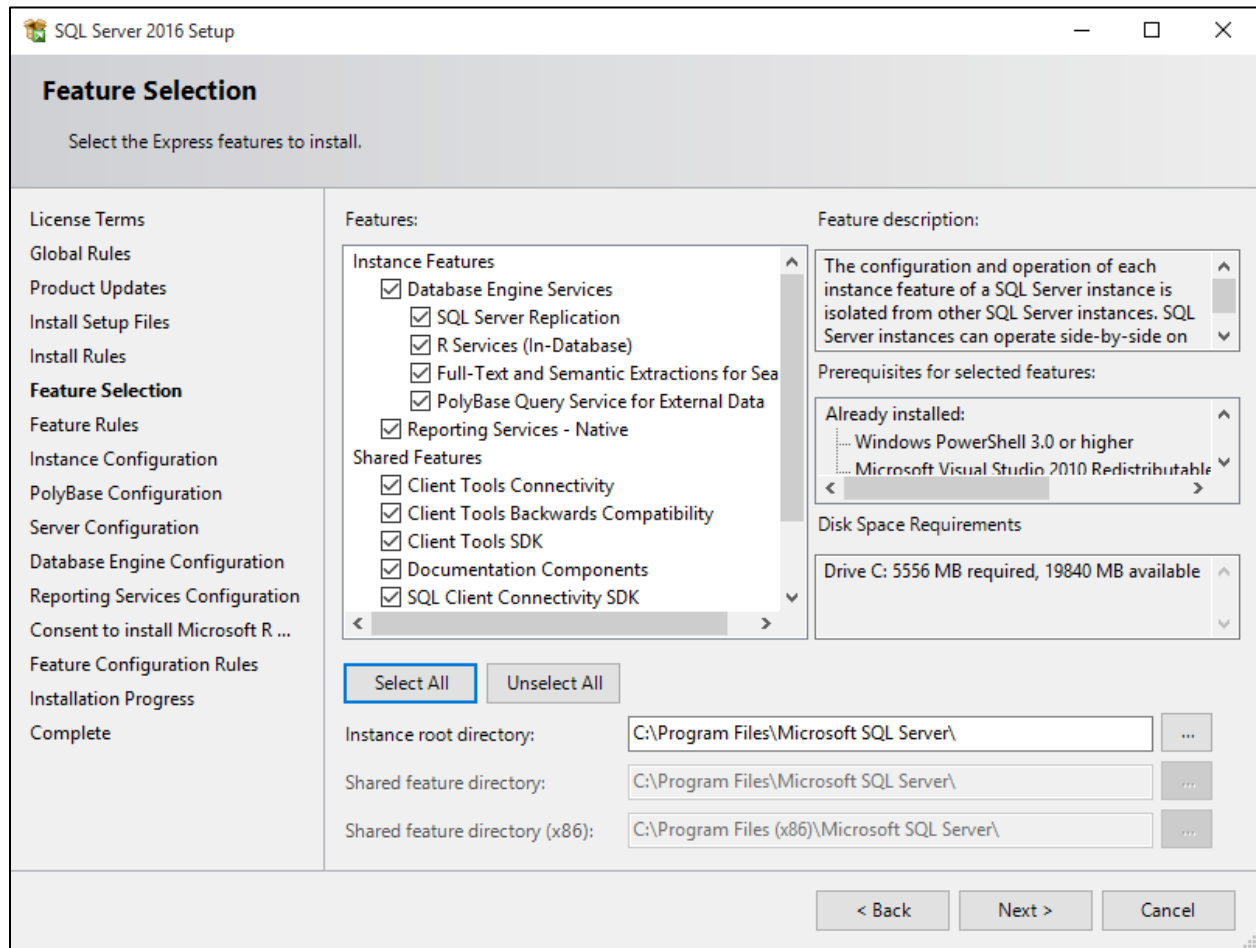 SQL Server 2016 Setup
Feature Selection
Select the Express features to install.
License Terms
Global Rules
Product Updates
Install Setup Files
Install Rules
Feature Selection
Feature Rules
Instance Configuration
PolyBase Configuration
Server Configuration
Database Engine Configuration
Reporting Services Configuration
Consent to install Microsoft R ...
Feature Configuration Rules
Installation Progress
Complete
Features:
Instance Features
Database Engine Services
SQL Server Replication
R Services (In-Database)
Full-Text and Semantic Extractions for Sea
PolyBase Query Service for External Data
Reporting Services - Native
Shared Features
Client Tools Connectivity
Client Tools Backwards Compatibility
Client Tools SDK
Documentation Components
SQL Client Connectivity SDK
Feature description:
The configuration and operation of each
instance feature of a SQL Server instance is
isolated from other SQL Server instances. SQL
Server instances can operate side-by-side on
Prerequisites for selected features:
Already installed:
Windows PowerShell 3.0 or higher
Microsoft Visual Studio 2010 Redistributable
Disk Space Requirements
Drive C: 5556 MB required, 19840 MB available
Select All
Unselect All
Instance root directory:
C:\Program Files\Microsoft SQL Server\
...
Shared feature directory:
C:\Program Files\Microsoft SQL Server\
...
Shared feature directory (x86):
C:\Program Files (x86)\Microsoft SQL Server\
...
< Back
Next >
Cancel